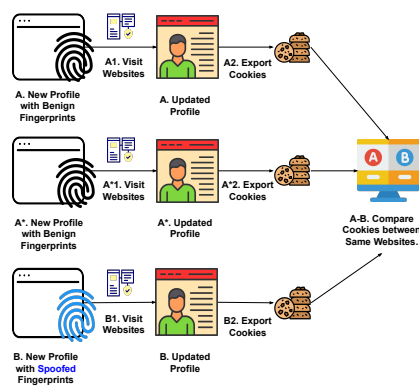 A1. Visit
Websites
A2. Export
Cookies
A. New Profile
with Benign
Fingerprints
A. Updated
Profile
A B
A*1. Visit
Websites
A*2. Export
Cookies
A*. New Profile
with Benign
Fingerprints
A*. Updated
Profile
A-B. Compare
Cookies between
Same Websites.
B1. Visit
Websites
B2. Export
Cookies
B. New Profile
with Spoofed
Fingerprints
B. Updated
Profile